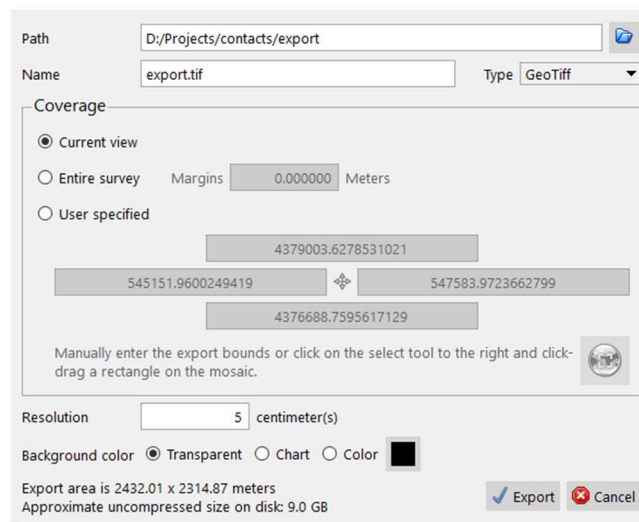 Path D:/Projects/contacts/export
Name export.tif Type GeoTiff
Coverage
Current view
Entire survey Margins 0.000000 Meters
User specified
4379003.6278531021
545151.9600249419 547583.9723662799
4376688.7595617129
Manually enter the export bounds or click on the select tool to the right and click-
drag a rectangle on the mosaic.
Resolution 5 centimeter(s)
Background color Transparent Chart Color
Export area is 2432.01 x 2314.87 meters
Approximate uncompressed size on disk: 9.0 GB
Export Cancel